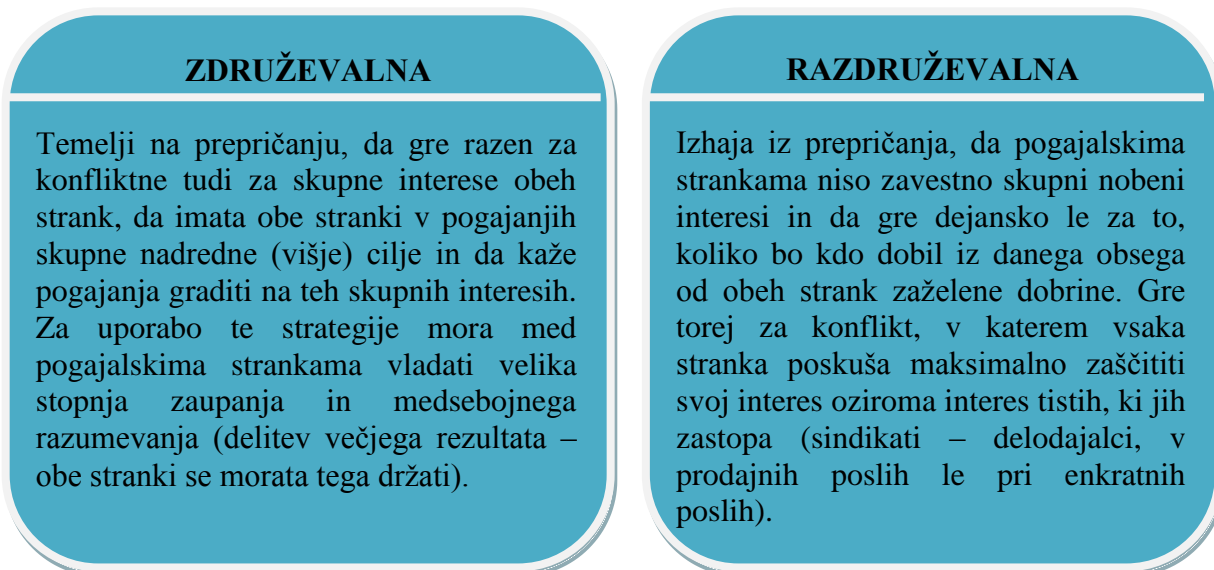 ZDRUŽEVALNA
Temelji na prepričanju, da gre razen za
konfliktne tudi za skupne interese obeh
strank, da imata obe stranki v pogajanjih
skupne nadredne (višje) cilje in da kaže
pogajanja graditi na teh skupnih interesih.
Za uporabo te strategije mora med
pogajalskima strankama vladati velika
stopnja zaupanja in medsebojnega
razumevanja (delitev večjega rezultata –
obe stranki se morata tega držati).
RAZDRUŽEVALNA
Izhaja iz prepričanja, da pogajalskima
strankama niso zavestno skupni nobeni
interesi in da gre dejansko le za to,
koliko bo kdo dobil iz danega obsega
od obeh strank zaželene dobrine. Gre
torej za konflikt, v katerem vsaka
stranka poskuša maksimalno zaščititi
svoj interes oziroma interes tistih, ki jih
zastopa (sindikati – delodajalci, v
prodajnih poslih le pri enkratnih
poslih).